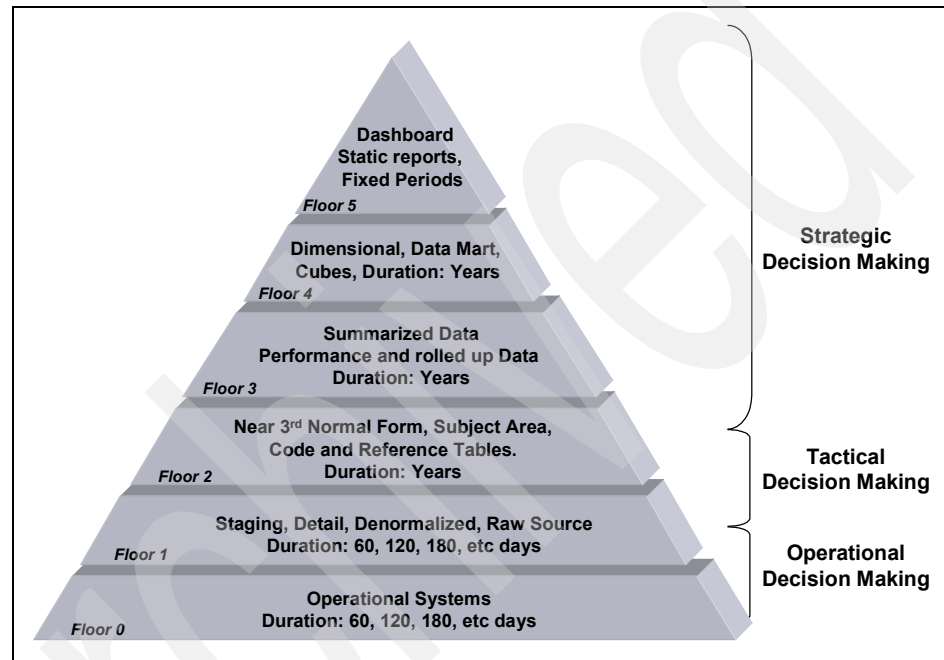 Dashboard
Static reports,
Fixed Periods
Floor 5
Dimensional, Data Mart,
Cubes, Duration: Years
Floor 4
Summarized Data
Performance and rolled up Data
Duration: Years
Floor 3
Near 3rd Normal Form, Subject Area,
Code and Reference Tables.
Duration: Years
Floor 2
Staging, Detail, Denormalized, Raw Source
Duration: 60, 120, 180, etc days
Floor 1
Operational Systems
Duration: 60, 120, 180, etc days
Floor 0
Strategic
Decision Making
Tactical
Decision Making
Operational
Decision Making